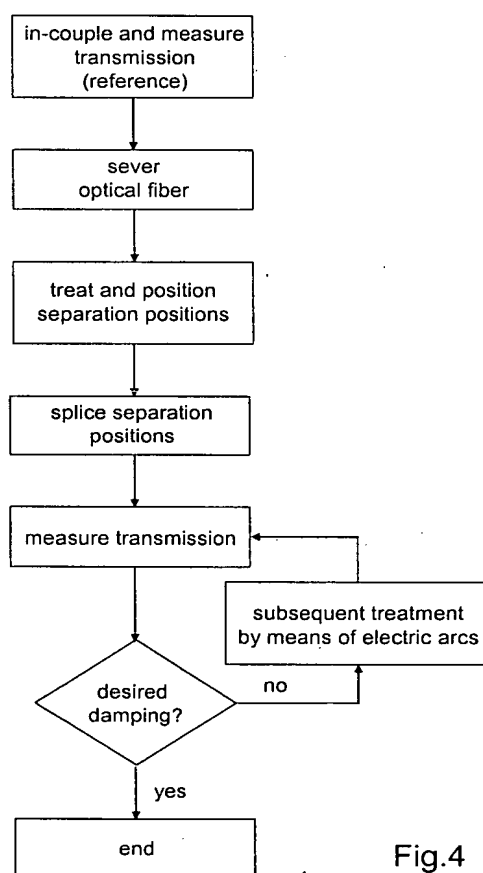 in-couple and measure
transmission
(reference)
sever
optical fiber
treat and position
separation positions
splice separation
positions
measure transmission
subsequent treatment
by means of electric arcs
desired
damping?
no
yes
end
Fig.4